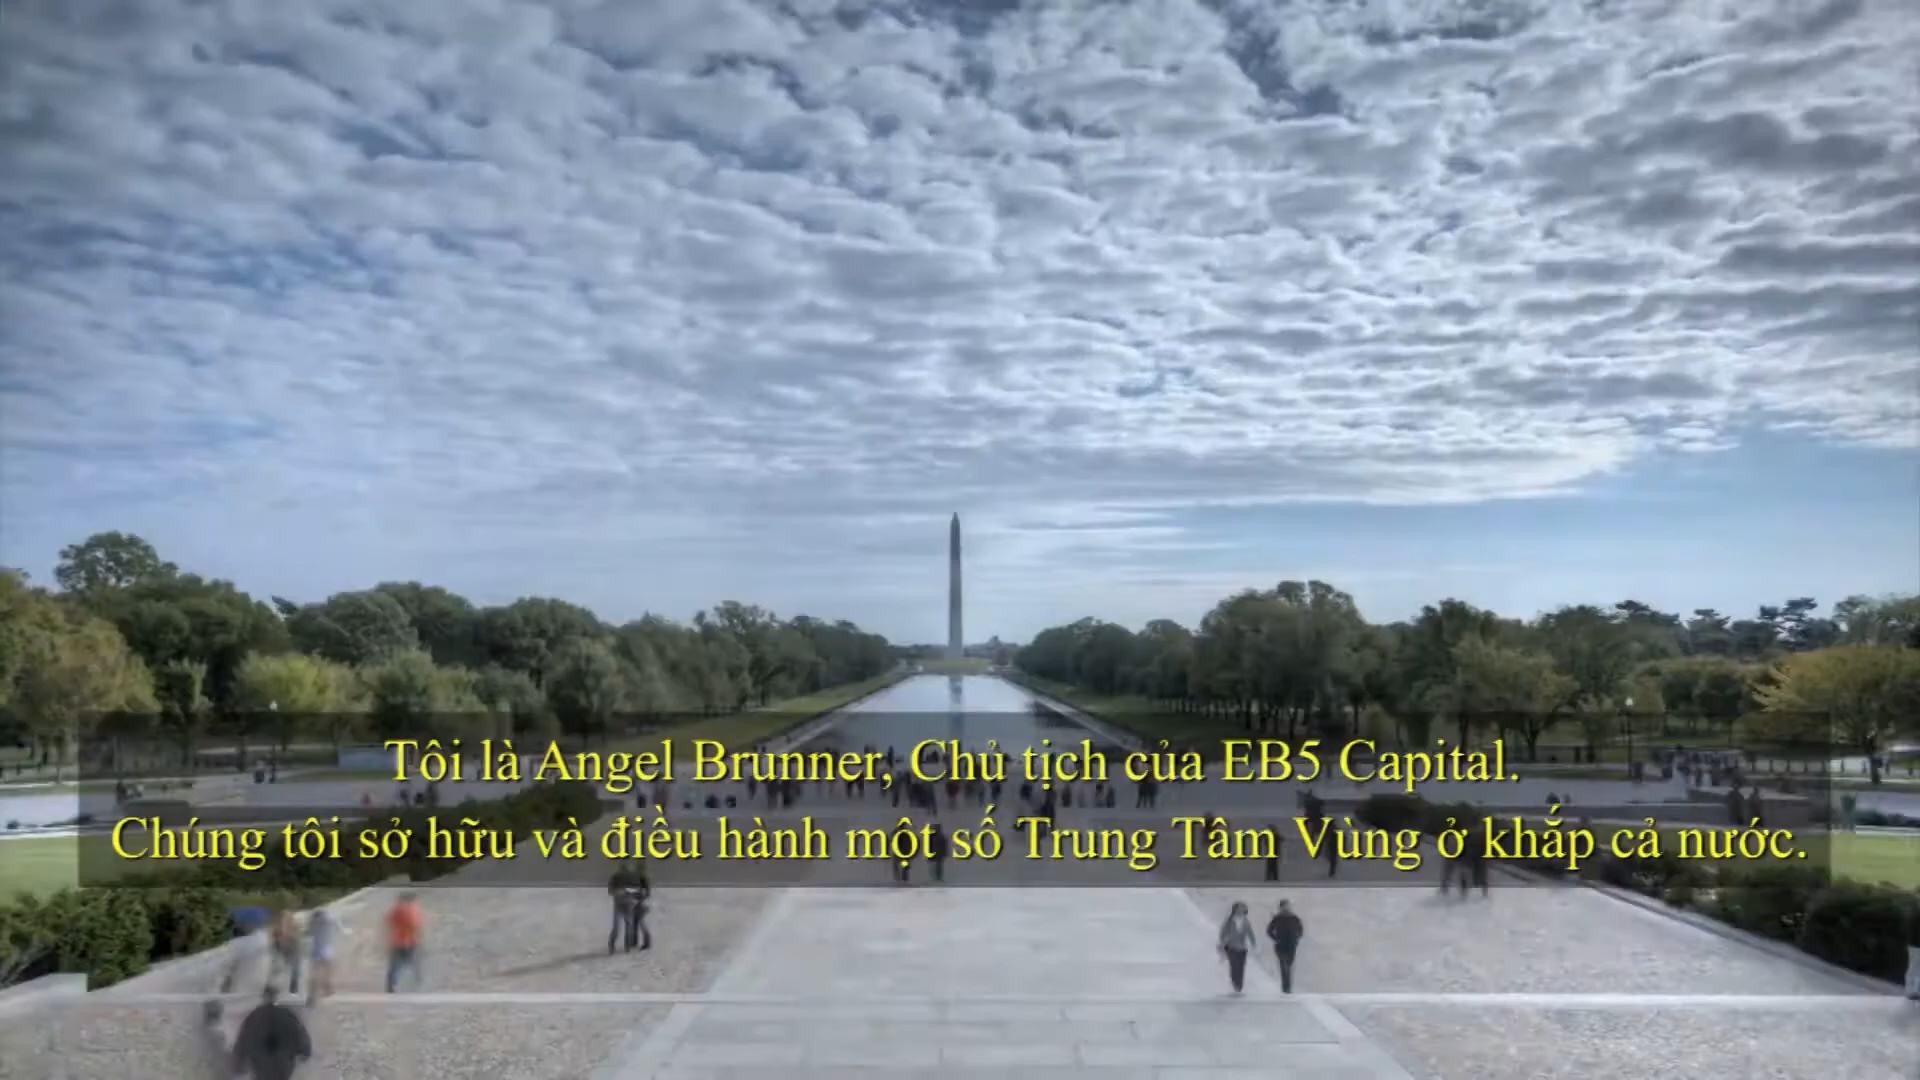 Tôi là Angel Brunner, Chủ tịch của EB5 Capital.
Chúng tôi sở hữu và điều hành một số Trung Tâm Vùng ở khắp cả nước.